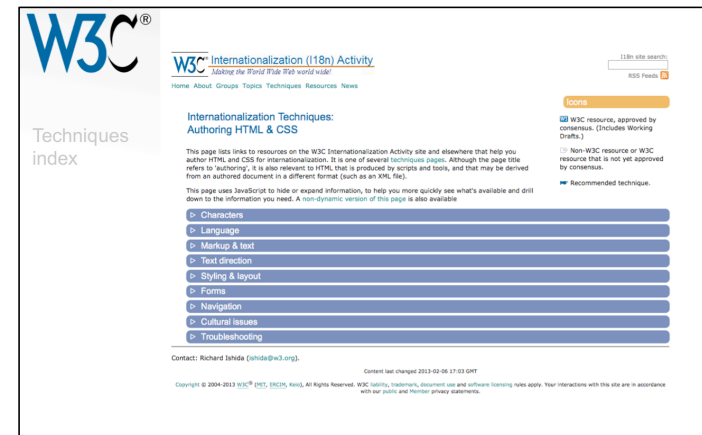 W3C®
Techniques
index
W3C® Internationalization (I18n) Activity
Making the World Wide Web world wide!
I18n site search:
RSS Feeds
Home About Groups Topics Techniques Resources News
Internationalization Techniques:
Authoring HTML & CSS
This page lists links to resources on the W3C Internationalization Activity site and elsewhere that help you
author HTML and CSS for internationalization. It is one of several techniques pages. Although the page title
refers to 'authoring', it is also relevant to HTML that is produced by scripts and tools, and that may be derived
from an authored document in a different format (such as an XML file).
This page uses JavaScript to hide or expand information, to help you more quickly see what's available and drill
down to the information you need. A non-dynamic version of this page is also available
Icons
W3C resource, approved by
consensus. (Includes Working
Drafts.)
Non-W3C resource or W3C
resource that is not yet approved
by consensus.
Recommended technique.
Characters
Language
Markup & text
Text direction
Styling & layout
Forms
Navigation
Cultural issues
Troubleshooting
Contact: Richard Ishida (ishida@w3.org).
Content last changed 2013-02-06 17:03 GMT
Copyright © 2004-2013 W3C® (MIT, ERCIM, Keio), All Rights Reserved. W3C liability, trademark, document use and software licensing rules apply. Your interactions with this site are in accordance
with our public and Member privacy statements.